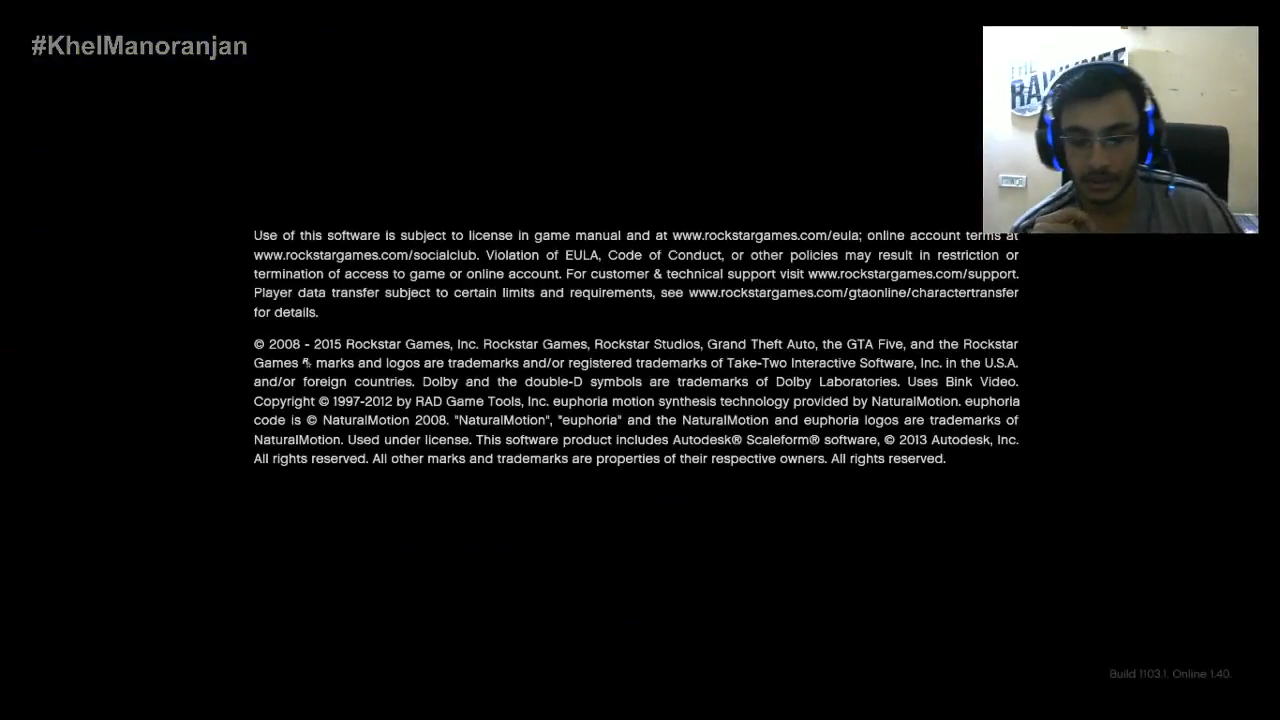 #KhelManoranjan
THE
Use of this software is subject to license in game manual and at www.rockstargames.com/eula; online account terms at
www.rockstargames.com/socialclub. Violation of EULA, Code of Conduct, or other policies may result in restriction or
termination of access to game or online account. For customer & technical support visit www.rockstargames.com/support.
Player data transfer subject to certain limits and requirements, see www.rockstargames.com/gtaonline/charactertransfer
for details.
© 2008 - 2015 Rockstar Games, Inc. Rockstar Games, Rockstar Studios, Grand Theft Auto, the GTA Five, and the Rockstar
Games R* marks and logos are trademarks and/or registered trademarks of Take-Two Interactive Software, Inc. in the U.S.A.
and/or foreign countries. Dolby and the double-D symbols are trademarks of Dolby Laboratories. Uses Bink Video.
Copyright © 1997-2012 by RAD Game Tools, Inc. euphoria motion synthesis technology provided by NaturalMotion. euphoria
code is © NaturalMotion 2008. "NaturalMotion", "euphoria" and the NaturalMotion and euphoria logos are trademarks of
NaturalMotion. Used under license. This software product includes Autodesk® Scaleform® software, © 2013 Autodesk, Inc.
All rights reserved. All other marks and trademarks are properties of their respective owners. All rights reserved.
Build 1103.1. Online 1.40.